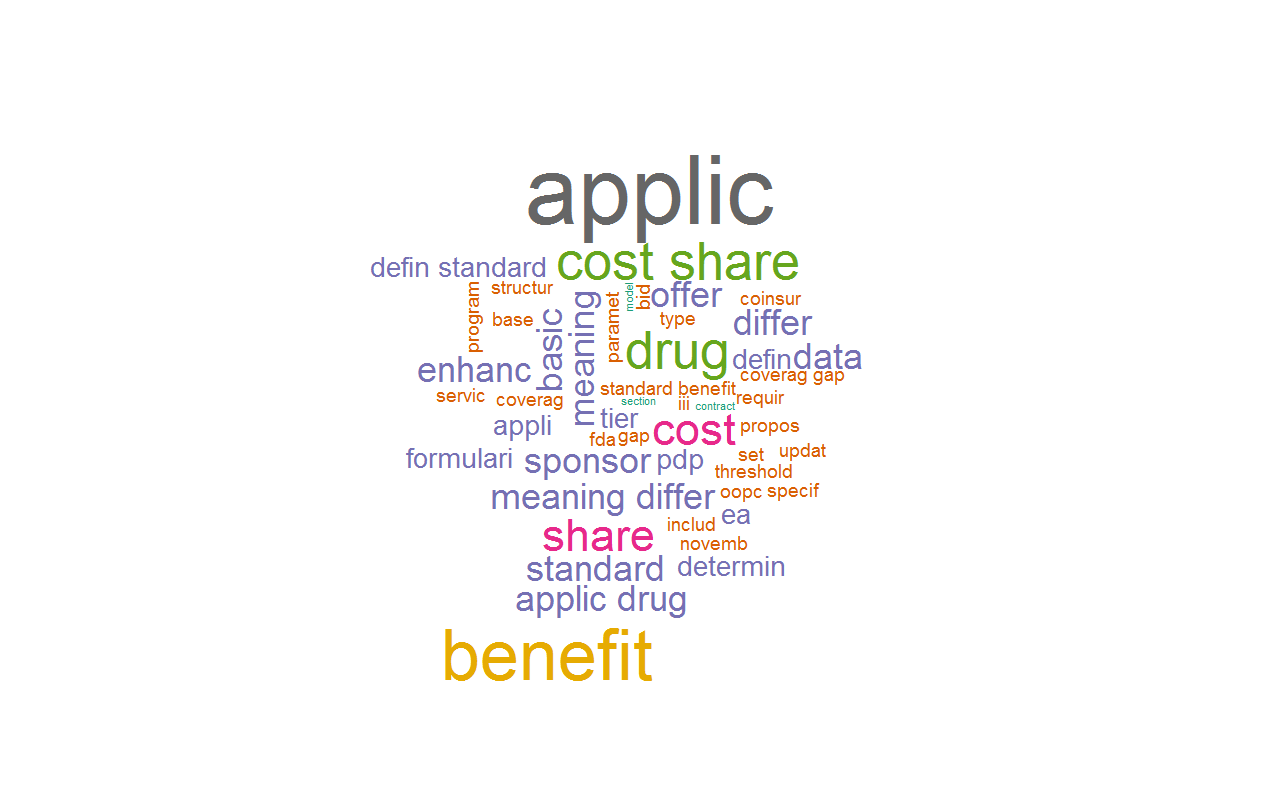 applic
cost share
defin standard
structur
program
model
bid
offer
coinsur
base
basic
meaning
paramet
type
differ
drug
defin
data
enhanc
coverag gap
servic
coverag
standard benefit
section
iii
contract
requir
appli
tier
fda
gap
cost
propos
formulari
sponsor
pdp
set
updat
threshold
meaning differ
oopc
specif
ea
share
includ
novemb
standard
determin
applic drug
benefit